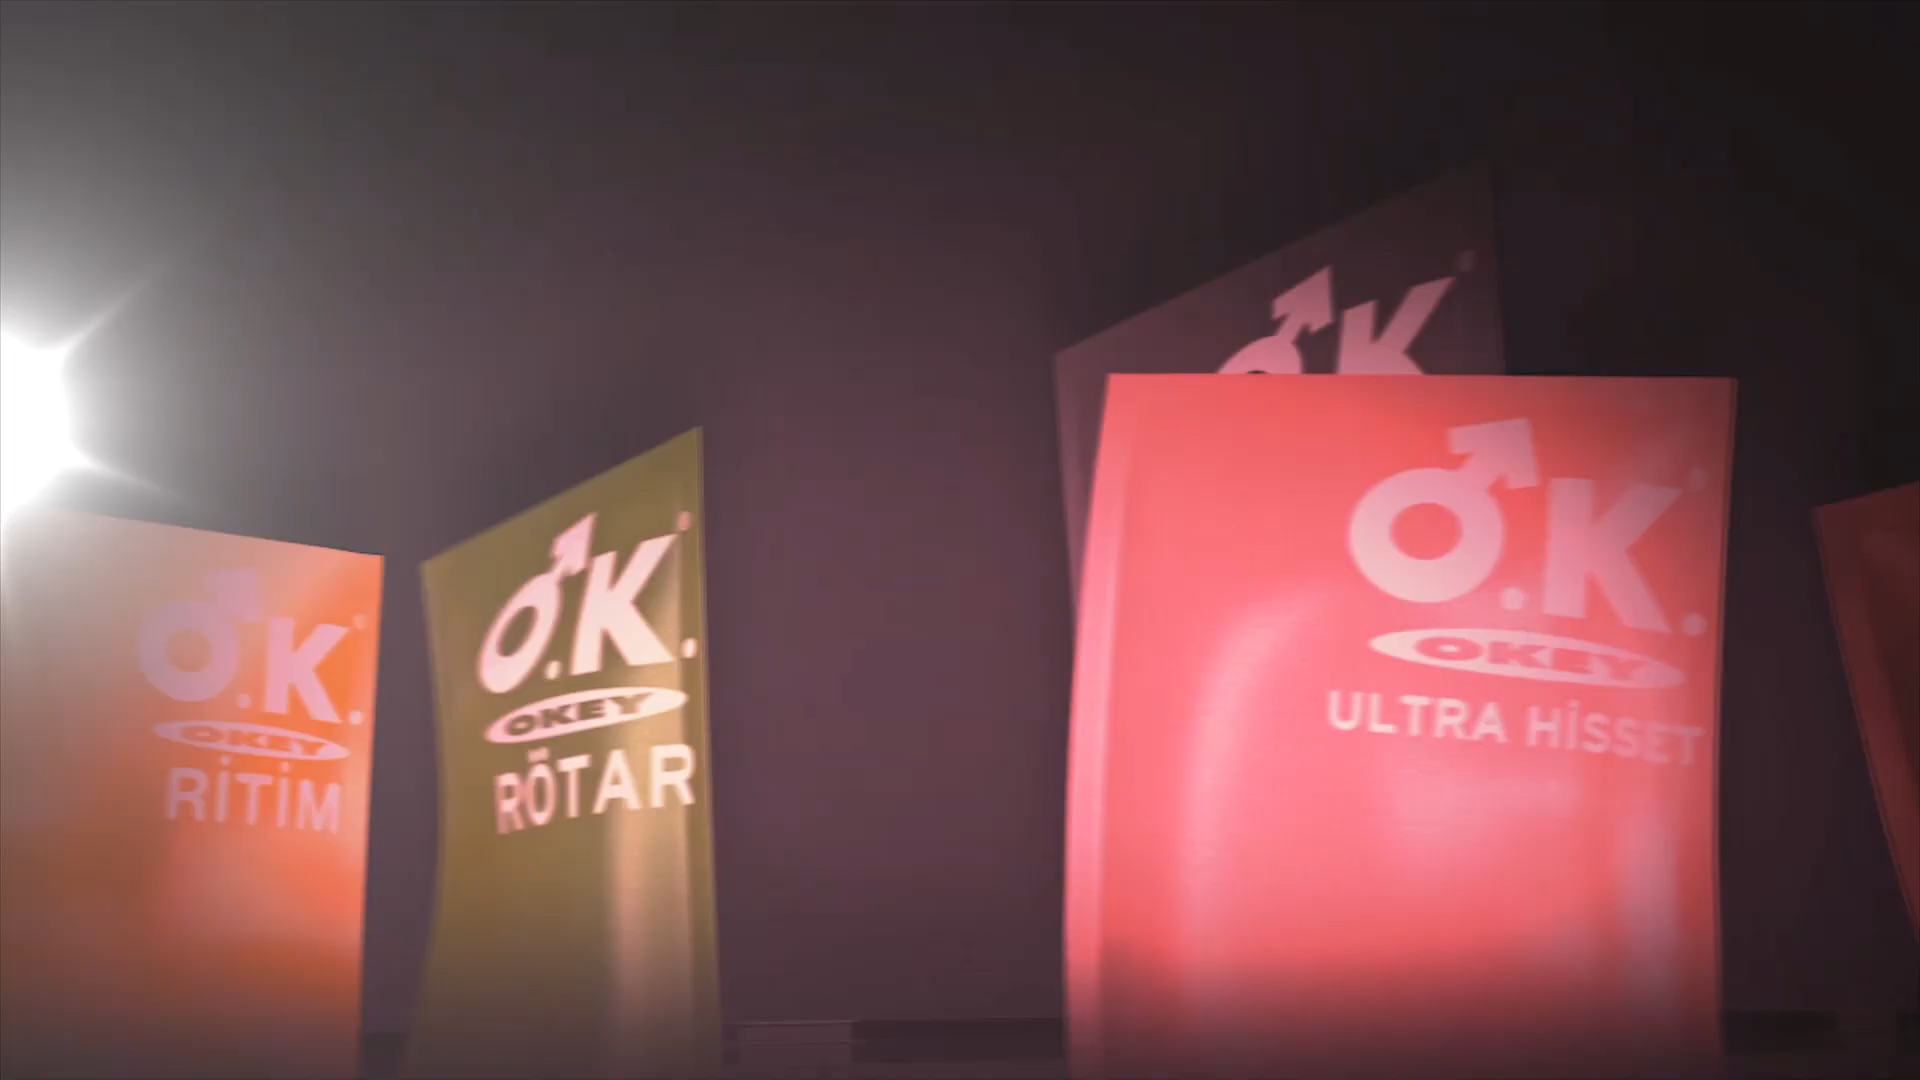 O.K.
OKEY
RİTİM
O.K.
OKEY
RÖTAR
O.K
O.K.
OKEY
ULTRA HİSSET